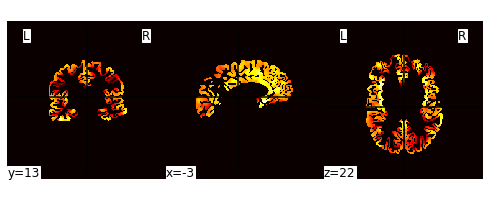 L R L R
y=13 x=-3 z=22